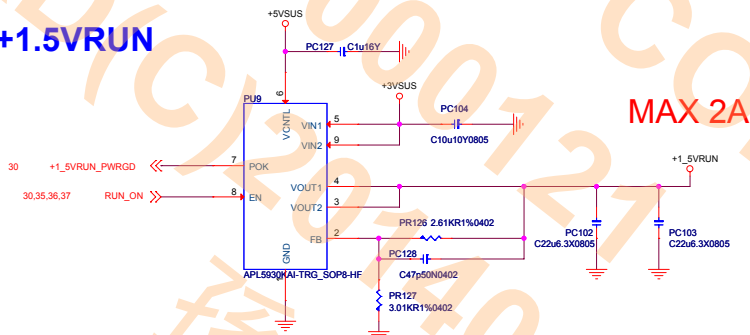 +5VSUS
+1.5VRUN
PC127 C1u16Y
+3VSUS
PU9
6
VCNTL
PC104
C10u10Y0805
MAX 2A
VIN1 5
VIN2 9
30 +1_5VRUN_PWRGD 7 POK
30,35,36,37 RUN_ON 8 EN
+1_5VRUN
VOUT1 4
VOUT2 3
FB 2
PR126 2.61KR1%0402
PC102
C22u6.3X0805
PC103
C22u6.3X0805
PC128
C47p50N0402
GND
APL5930KAI-TRG_SOP8-HF
PR127
3.01KR1%0402